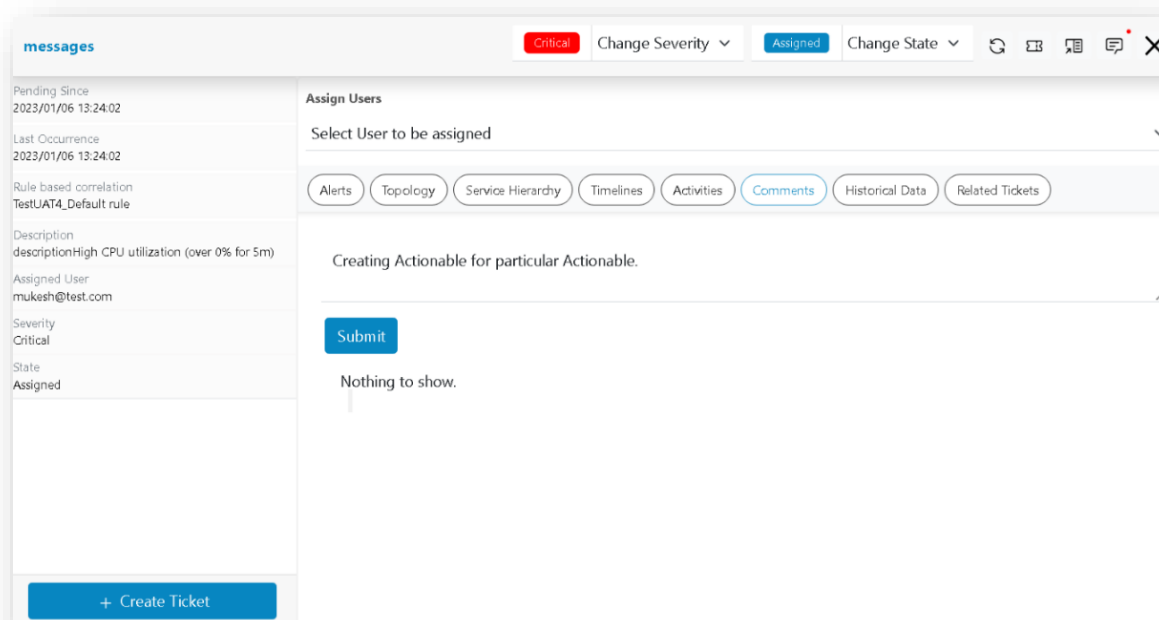 messages
Critical
Change Severity
Assigned
Change State
Pending Since
2023/01/06 13:24:02
Last Occurrence
2023/01/06 13:24:02
Rule based correlation
TestUAT4_Default rule
Description
descriptionHigh CPU utilization (over 0% for 5m)
Assigned User
mukesh@test.com
Severity
Critical
State
Assigned
+ Create Ticket
Assign Users
Select User to be assigned
Alerts
Topology
Service Hierarchy
Timelines
Activities
Comments
Historical Data
Related Tickets
Creating Actionable for particular Actionable.
Submit
Nothing to show.